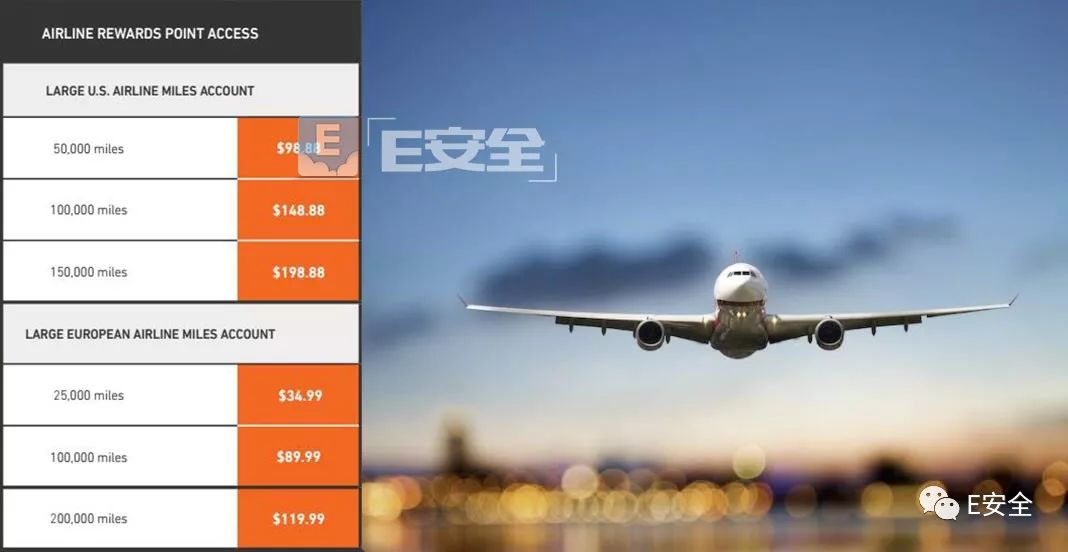 AIRLINE REWARDS POINT ACCESS
LARGE U.S. AIRLINE MILES ACCOUNT
50,000 miles $98.88
100,000 miles $148.88
150,000 miles $198.88
LARGE EUROPEAN AIRLINE MILES ACCOUNT
25,000 miles $34.99
100,000 miles $89.99
200,000 miles $119.99
E
E安全
E安全